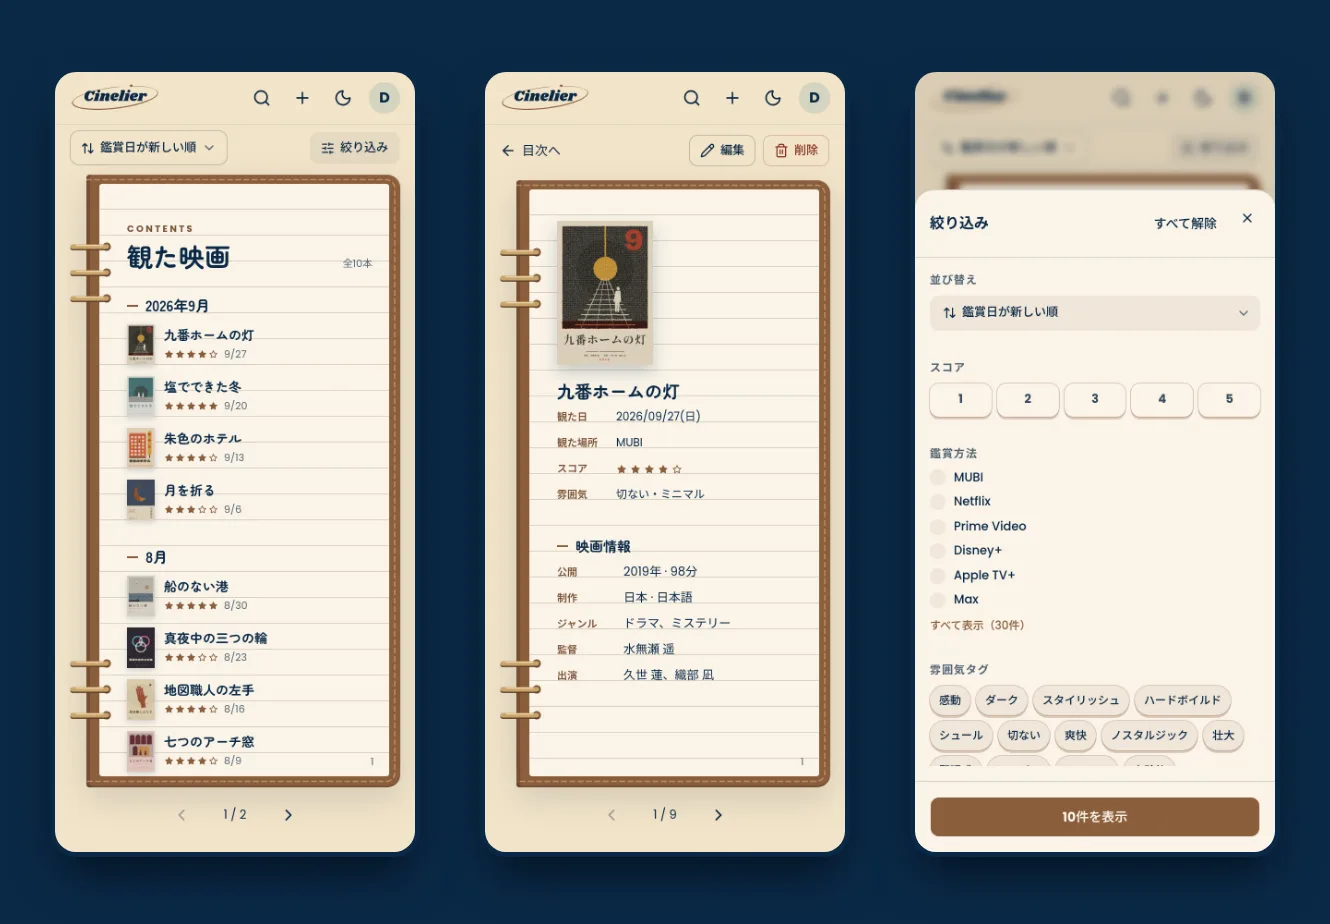 Cinelier
D
鑑賞日が新しい順
絞り込み
CONTENTS
観た映画
全10本
2026年9月
九番ホームの灯
★★★★☆ 9/27
塩でできた冬
★★★★★ 9/20
朱色のホテル
★★★★☆ 9/13
月を折る
★★★☆☆ 9/6
8月
船のない港
★★★★★ 8/30
真夜中の三つの輪
★★★☆☆ 8/23
地図職人の左手
★★★★☆ 8/16
七つのアーチ窓
★★★★☆ 8/9
1
1 / 2
Cinelier
D
目次へ
編集
削除
9
九番ホームの灯
九番ホームの灯
観た日 2026/09/27(日)
観た場所 MUBI
スコア ★★★★☆
雰囲気 切ない・ミニマル
映画情報
公開 2019年 · 98分
制作 日本 · 日本語
ジャンル ドラマ、ミステリー
監督 水無瀬 遥
出演 久世 蓮、織部 凪
1
1 / 9
絞り込み
すべて解除
並び替え
鑑賞日が新しい順
スコア
1 2 3 4 5
鑑賞方法
MUBI
Netflix
Prime Video
Disney+
Apple TV+
Max
すべて表示（30件）
雰囲気タグ
感動 ダーク スタイリッシュ ハードボイルド
シュール 切ない 爽快 ノスタルジック 壮大
10件を表示